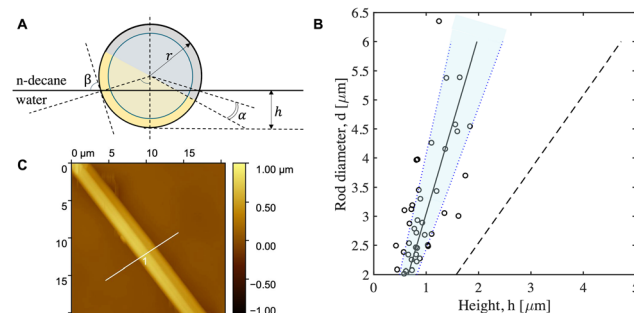 A
r
n-decane
β
water
α
h
C
0 µm
5
10
15
0
5
10
15
1.00 µm
0.50
0.00
−0.50
−1.00
1
B
Rod diameter, d [µm]
6.5
6
5.5
5
4.5
4
3.5
3
2.5
2
0
1
2
3
4
5
Height, h [µm]